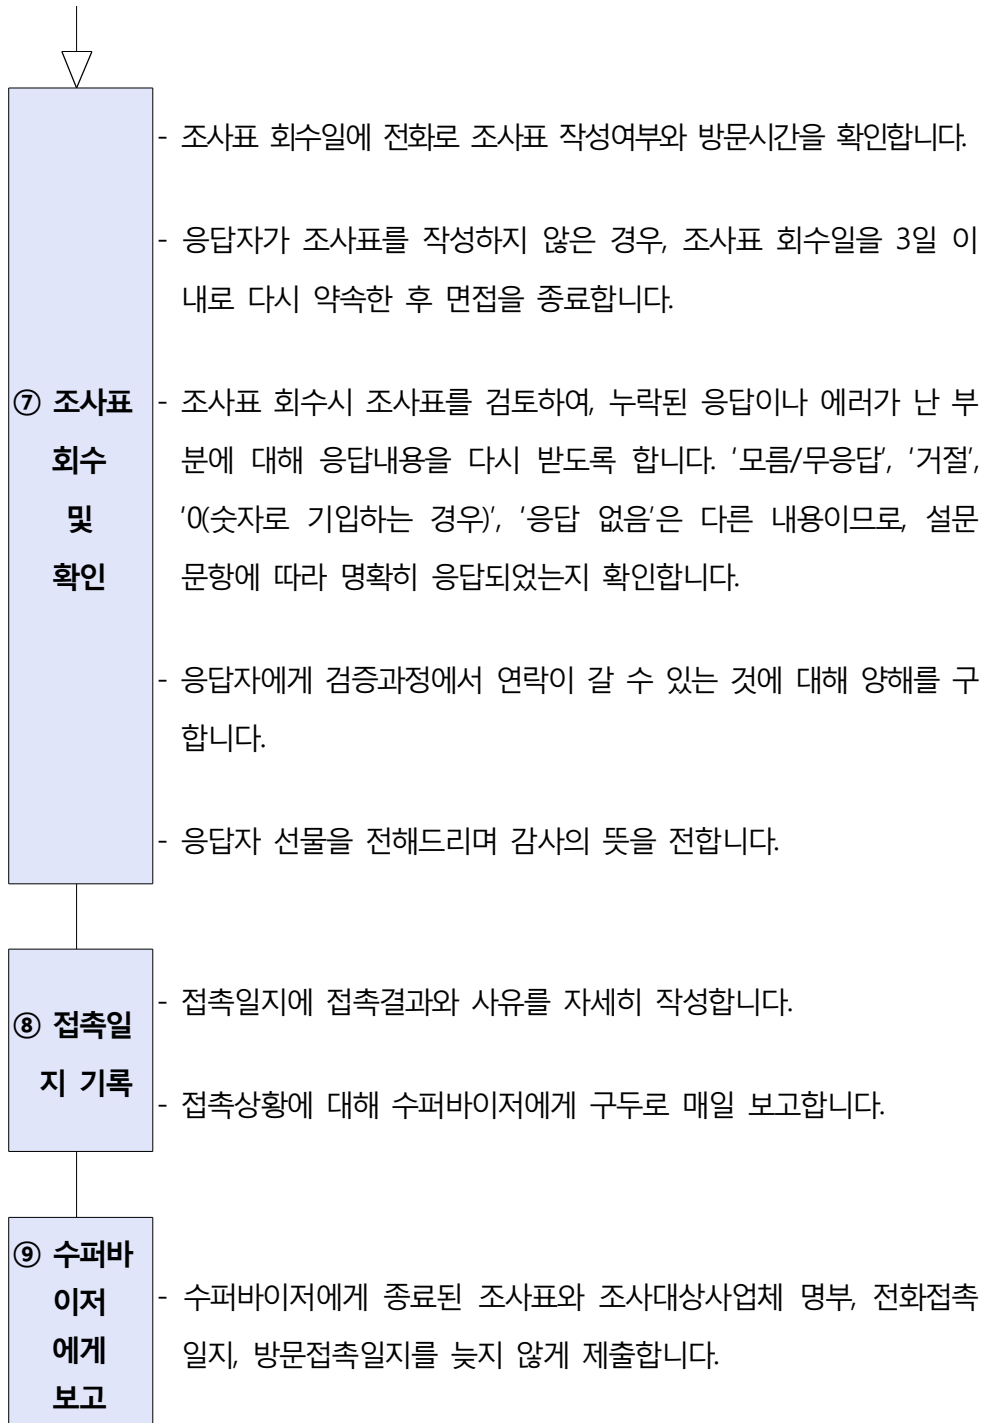 - 조사표 회수일에 전화로 조사표 작성여부와 방문시간을 확인합니다.
- 응답자가 조사표를 작성하지 않은 경우, 조사표 회수일을 3일 이
내로 다시 약속한 후 면접을 종료합니다.
⑦ 조사표
회수
및
확인
- 조사표 회수시 조사표를 검토하여, 누락된 응답이나 에러가 난 부
분에 대해 응답내용을 다시 받도록 합니다. '모름/무응답', '거절',
'0(숫자로 기입하는 경우)', '응답 없음'은 다른 내용이므로, 설문
문항에 따라 명확히 응답되었는지 확인합니다.
- 응답자에게 검증과정에서 연락이 갈 수 있는 것에 대해 양해를 구
합니다.
- 응답자 선물을 전해드리며 감사의 뜻을 전합니다.
⑧ 접촉일
지 기록
- 접촉일지에 접촉결과와 사유를 자세히 작성합니다.
- 접촉상황에 대해 수퍼바이저에게 구두로 매일 보고합니다.
⑨ 수퍼바
이저
에게
보고
- 수퍼바이저에게 종료된 조사표와 조사대상사업체 명부, 전화접촉
일지, 방문접촉일지를 늦지 않게 제출합니다.